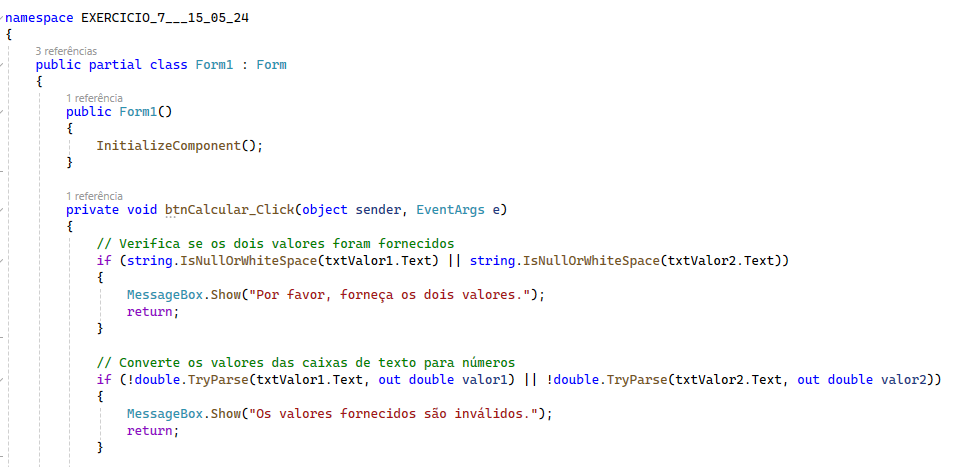 namespace EXERCICIO_7___15_05_24
{
3 referências
public partial class Form1 : Form
{
1 referência
public Form1()
{
InitializeComponent();
}
1 referência
private void btnCalcular_Click(object sender, EventArgs e)
{
// Verifica se os dois valores foram fornecidos
if (string.IsNullOrWhiteSpace(txtValor1.Text) || string.IsNullOrWhiteSpace(txtValor2.Text))
{
MessageBox.Show("Por favor, forneça os dois valores.");
return;
}
// Converte os valores das caixas de texto para números
if (!double.TryParse(txtValor1.Text, out double valor1) || !double.TryParse(txtValor2.Text, out double valor2))
{
MessageBox.Show("Os valores fornecidos são inválidos.");
return;
}